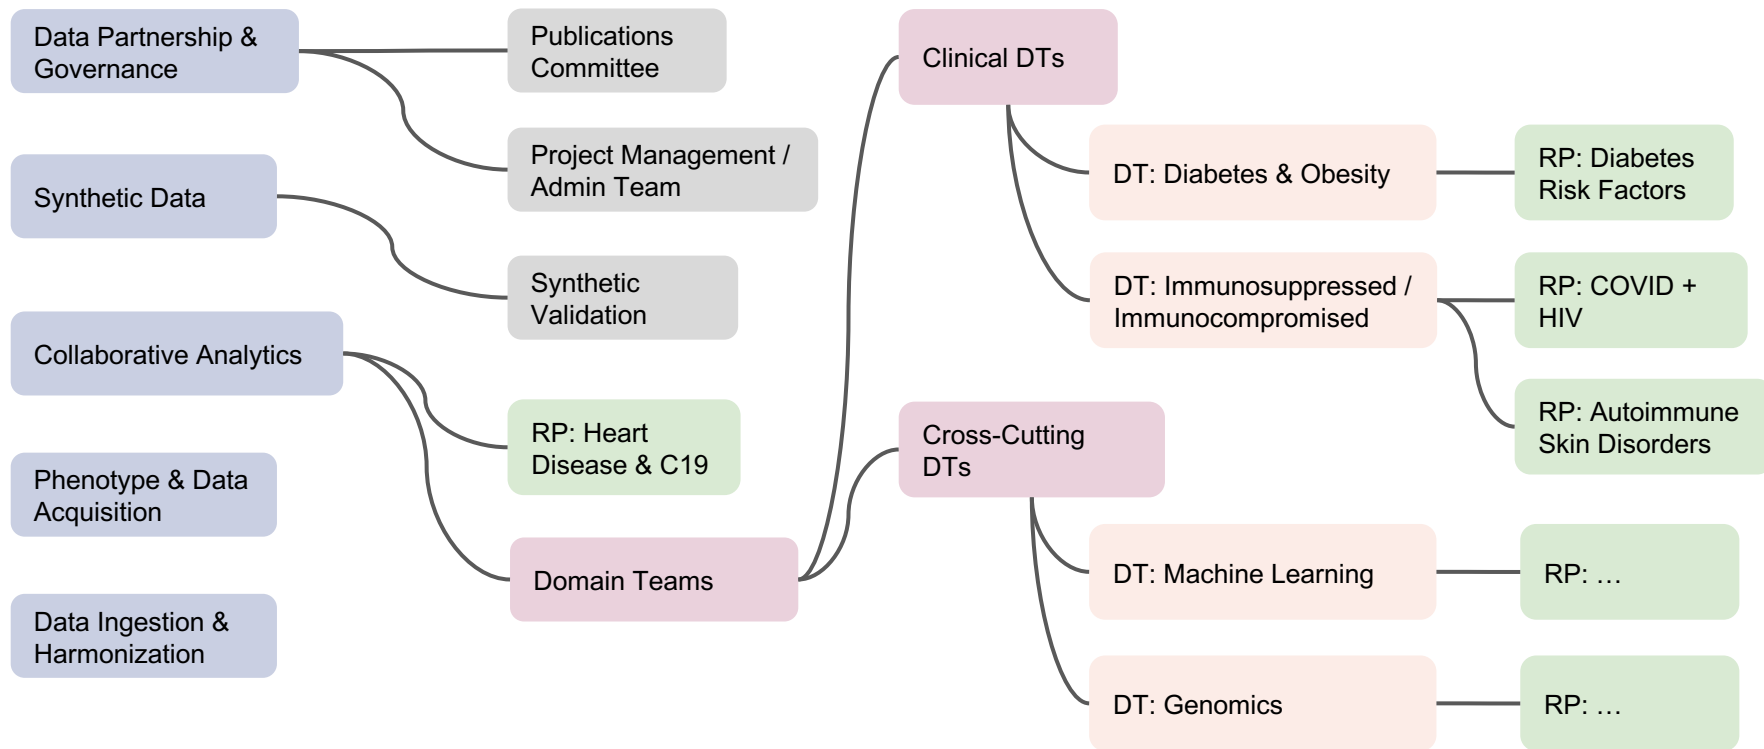 Data Partnership &
Governance
Synthetic Data
Collaborative Analytics
Phenotype & Data
Acquisition
Data Ingestion &
Harmonization
Publications
Committee
Project Management /
Admin Team
Synthetic
Validation
RP: Heart
Disease & C19
Domain Teams
Clinical DTs
Cross-Cutting
DTs
DT: Diabetes & Obesity
DT: Immunosuppressed /
Immunocompromised
DT: Machine Learning
DT: Genomics
RP: Diabetes
Risk Factors
RP: COVID +
HIV
RP: Autoimmune
Skin Disorders
RP: …
RP: …